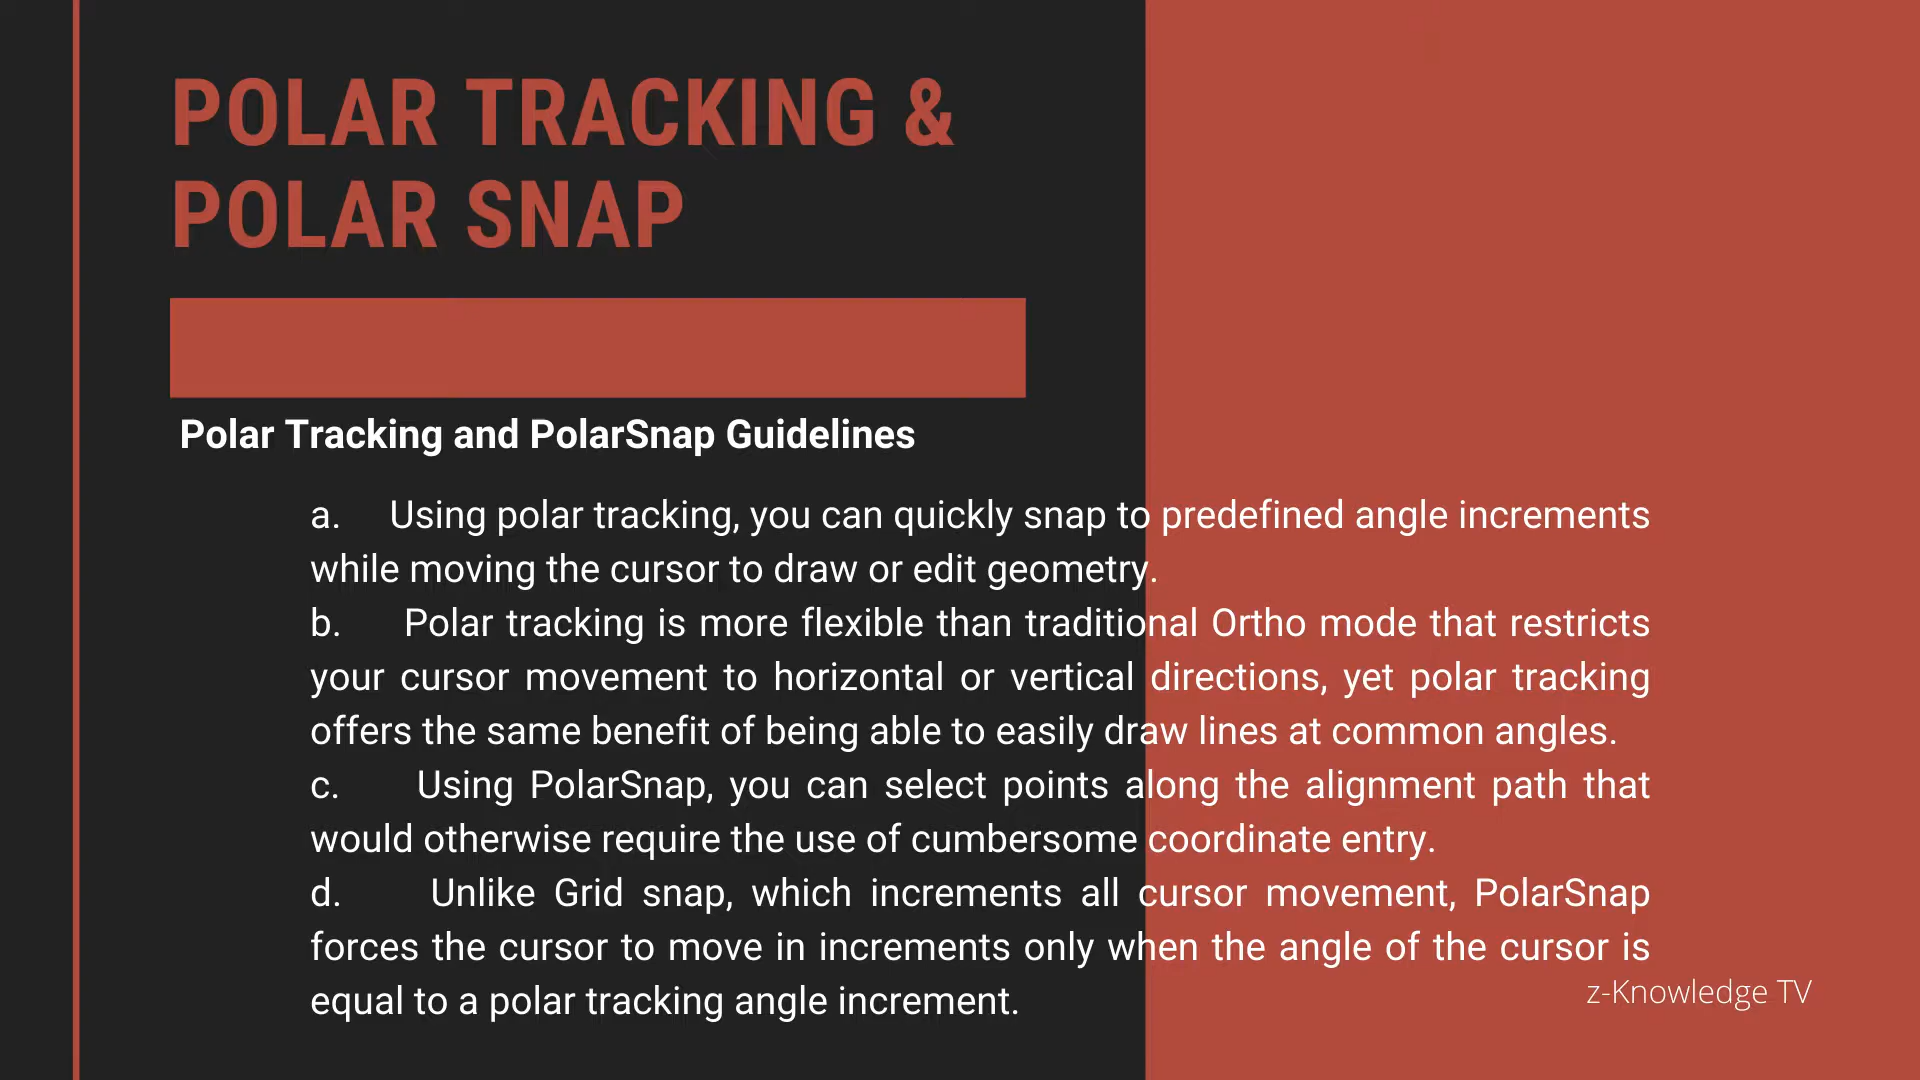 POLAR TRACKING &
POLAR SNAP
Polar Tracking and PolarSnap Guidelines
a. Using polar tracking, you can quickly snap to predefined angle increments
while moving the cursor to draw or edit geometry.
b. Polar tracking is more flexible than traditional Ortho mode that restricts
your cursor movement to horizontal or vertical directions, yet polar tracking
offers the same benefit of being able to easily draw lines at common angles.
c. Using PolarSnap, you can select points along the alignment path that
would otherwise require the use of cumbersome coordinate entry.
d. Unlike Grid snap, which increments all cursor movement, PolarSnap
forces the cursor to move in increments only when the angle of the cursor is
equal to a polar tracking angle increment.
z-Knowledge TV